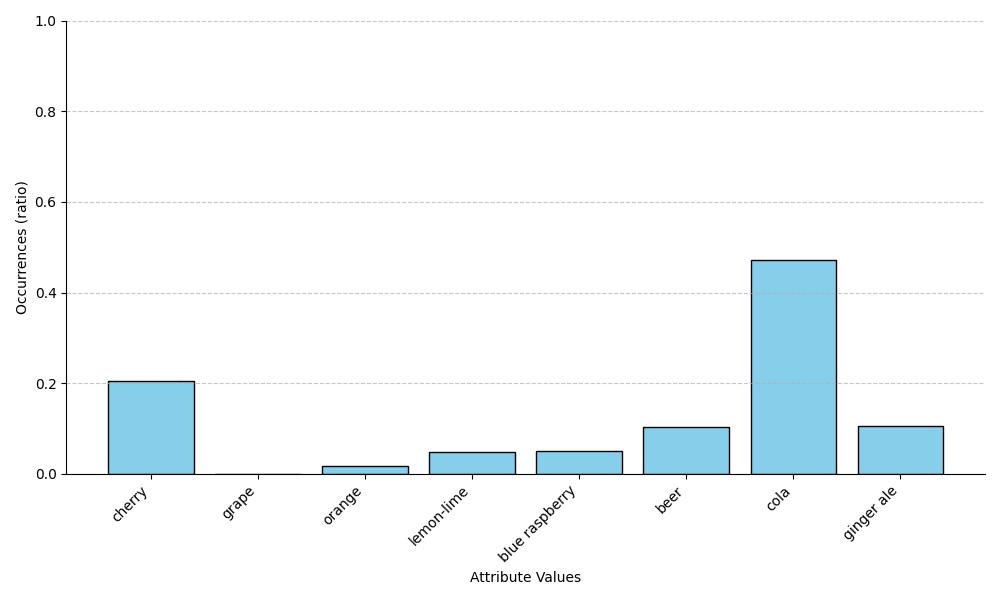 1.0
0.8
0.6
0.4
0.2
0.0
Occurrences (ratio)
cherry
grape
orange
lemon-lime
blue raspberry
beer
cola
ginger ale
Attribute Values